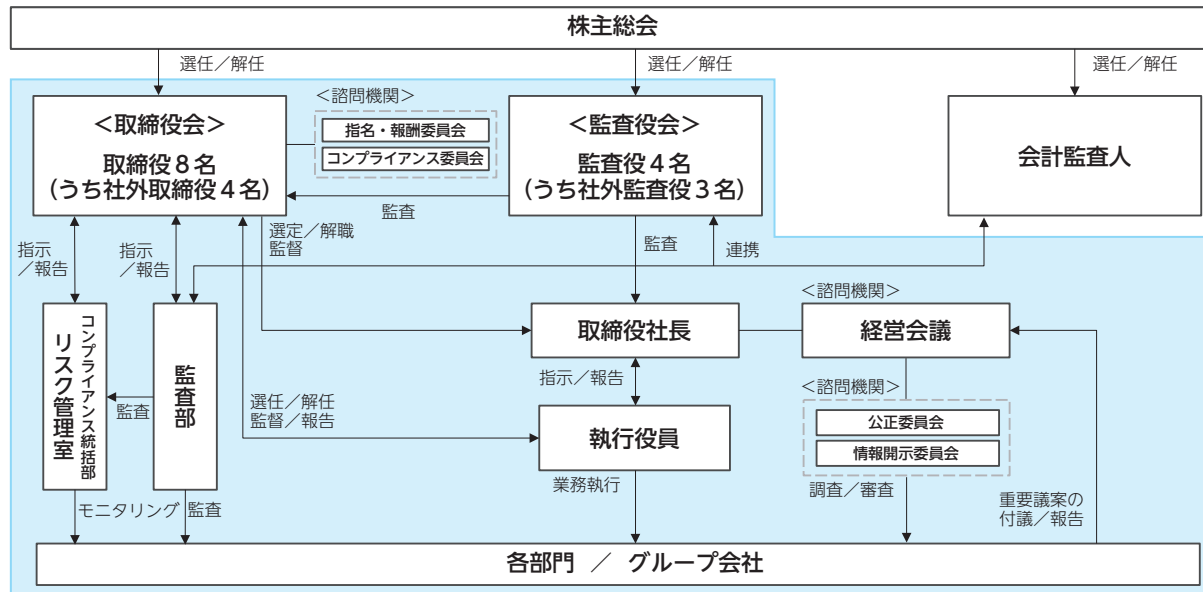 株主総会
選任／解任
選任／解任
選任／解任
＜取締役会＞
取締役８名
（うち社外取締役４名）
＜諮問機関＞
指名・報酬委員会
コンプライアンス委員会
＜監査役会＞
監査役４名
（うち社外監査役３名）
会計監査人
監査
指示
／報告
指示
／報告
選定／解職
監督
監査
連携
コンプライアンス統括部
リスク管理室
監査
監査部
取締役社長
＜諮問機関＞
経営会議
指示／報告
選任／解任
監督／報告
執行役員
＜諮問機関＞
公正委員会
情報開示委員会
モニタリング
監査
業務執行
調査／審査
重要議案の
付議／報告
各部門 ／ グループ会社